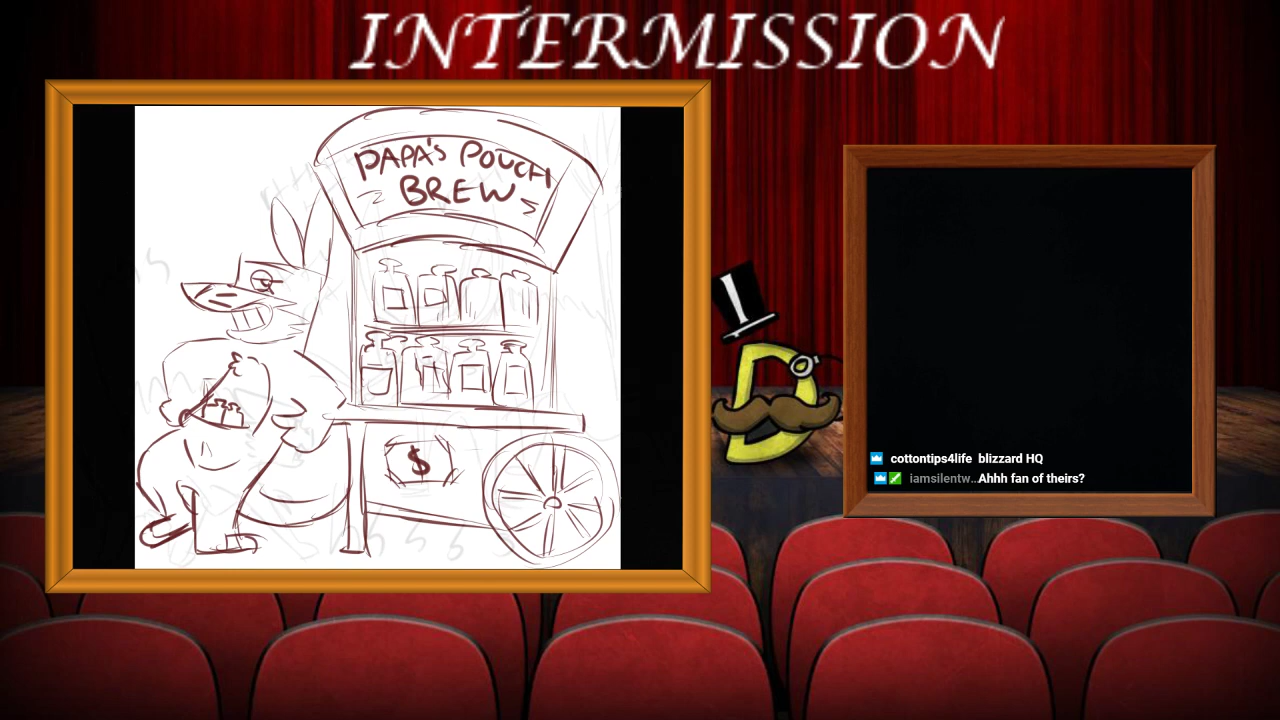 INTERMISSION
PAPA'S POUCH
BREW
$
cottontips4life blizzard HQ
iamsilentw... Ahhh fan of theirs?